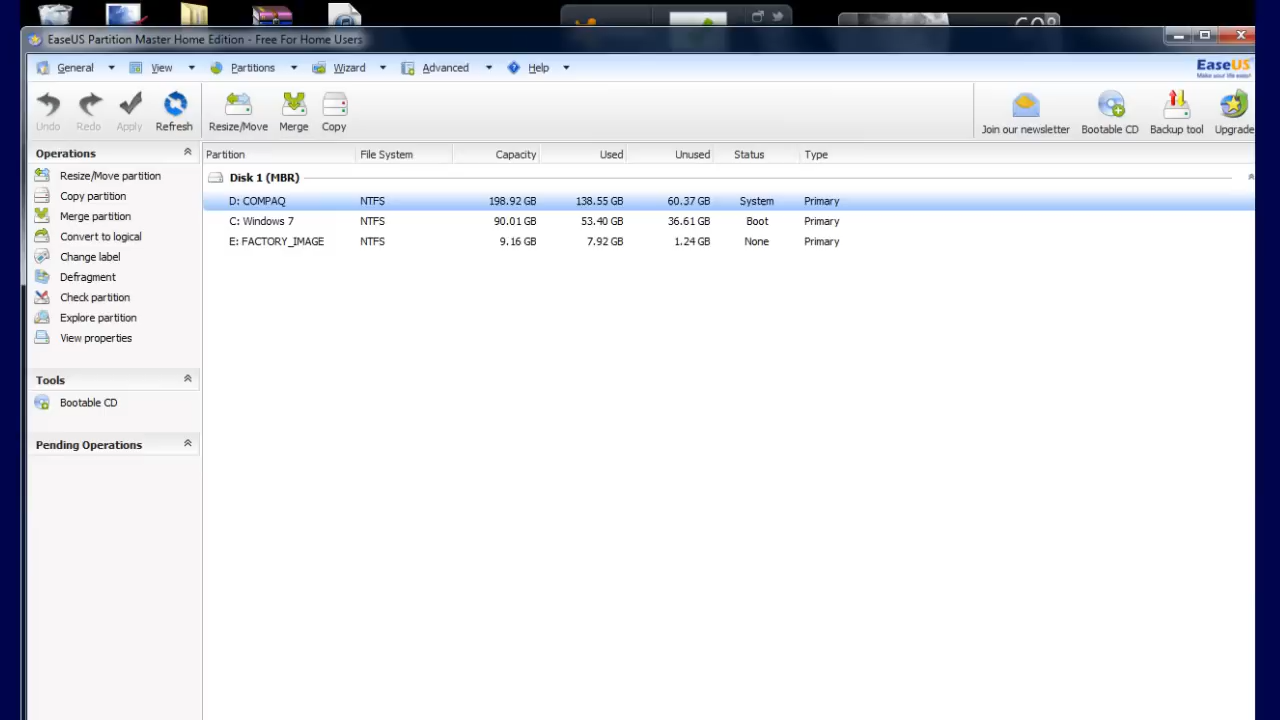 60°
EaseUS Partition Master Home Edition - Free For Home Users
General View Partitions Wizard Advanced Help
EaseUS
Make your life easy!
Undo Redo Apply Refresh Resize/Move Merge Copy Join our newsletter Bootable CD Backup tool Upgrade
Operations
Resize/Move partition
Copy partition
Merge partition
Convert to logical
Change label
Defragment
Check partition
Explore partition
View properties
Tools
Bootable CD
Pending Operations
Partition File System Capacity Used Unused Status Type
Disk 1 (MBR)
D: COMPAQ NTFS 198.92 GB 138.55 GB 60.37 GB System Primary
C: Windows 7 NTFS 90.01 GB 53.40 GB 36.61 GB Boot Primary
E: FACTORY_IMAGE NTFS 9.16 GB 7.92 GB 1.24 GB None Primary